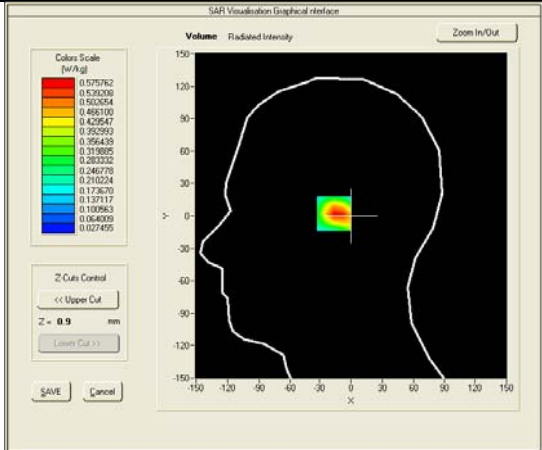 SAR Visualisation Graphical nterface
Volume Radiated Intensity
Zoom In/Out
Colors Scale
(W/kg)
0.575762
0.539208
0.502654
0.466100
0.429547
0.392993
0.356439
0.319885
0.283332
0.246778
0.210224
0.173670
0.137117
0.100563
0.064009
0.027455
Z-Cuts Control
<< Upper Cut
Z = 0.9 mm
Lower Cut >>
SAVE Cancel
150-
120-
90-
60-
30-
Y 0-
-30-
-60-
-90-
-120-
-150-
-150 -120 -90 -60 -30 0 30 60 90 120 150
X